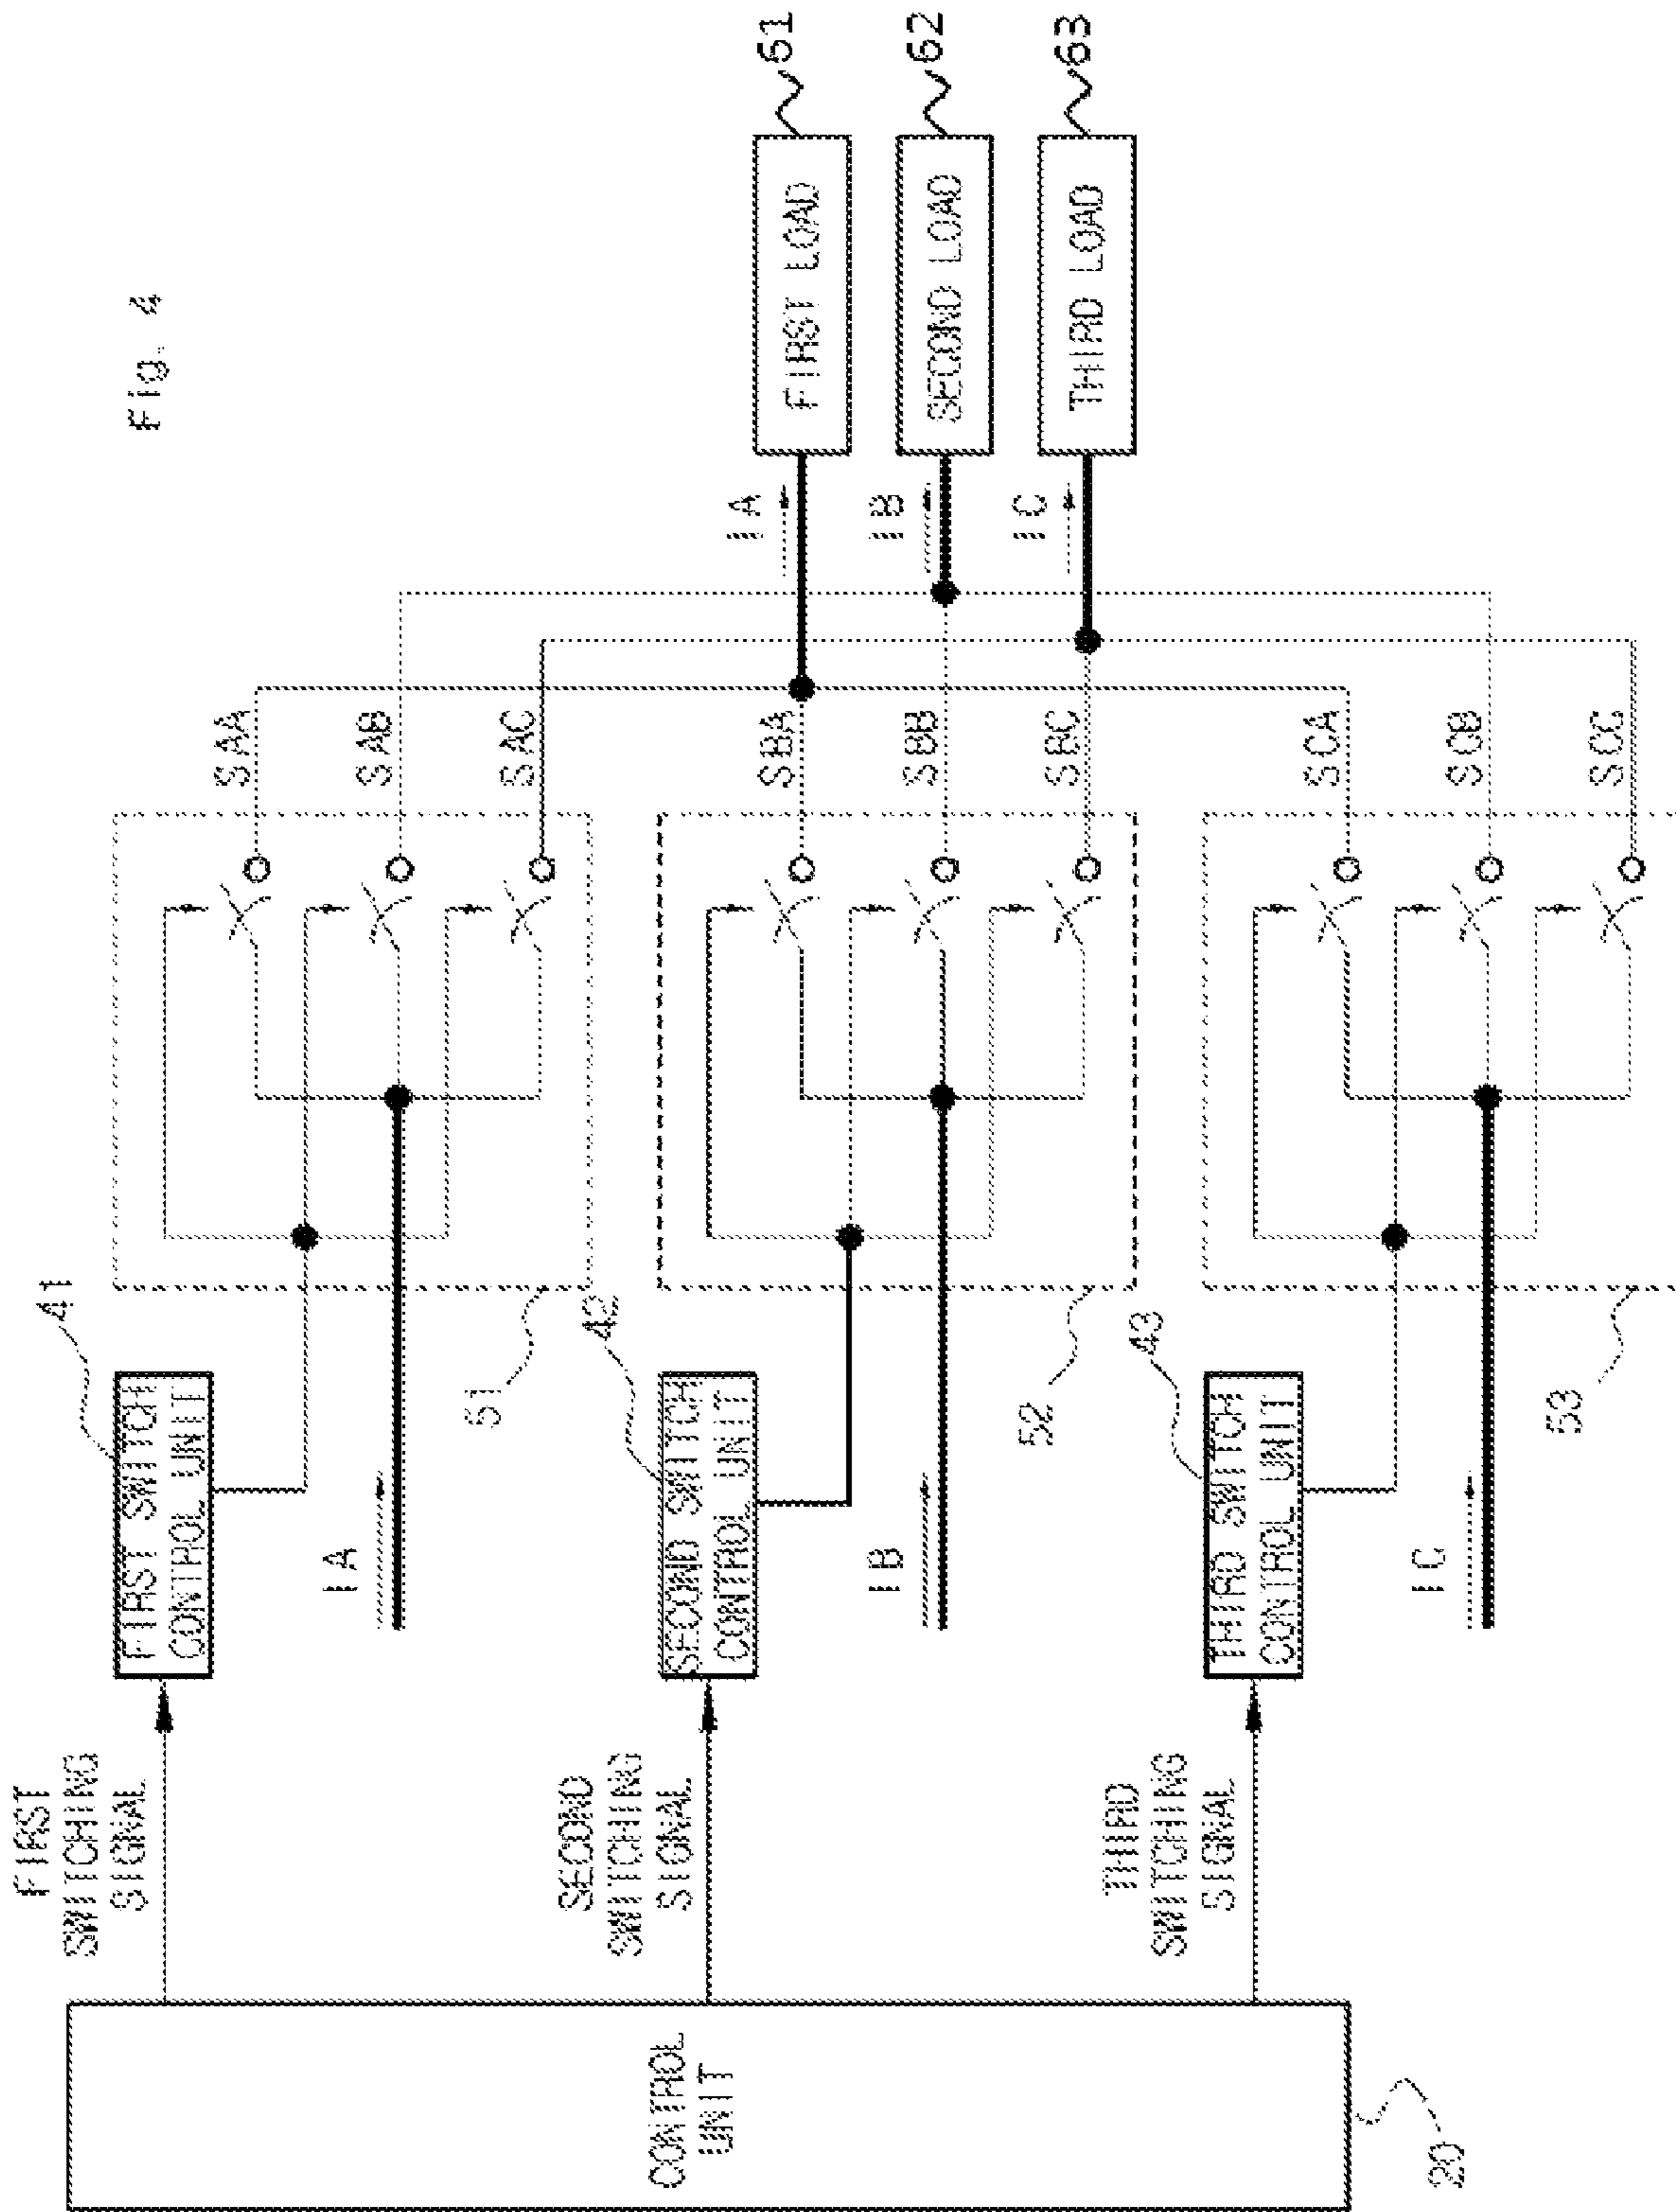 Fig. 4
CONTROL
UNIT
20
FIRST
SWITCHING
SIGNAL
SECOND
SWITCHING
SIGNAL
THIRD
SWITCHING
SIGNAL
FIRST SWITCH
CONTROL UNIT
41
SECOND SWITCH
CONTROL UNIT
42
THIRD SWITCH
CONTROL UNIT
43
IA
IB
IC
51
52
53
SAA
SAB
SAC
SBA
SBB
SBC
SCA
SCB
SCC
IA
IB
IC
FIRST LOAD
SECOND LOAD
THIRD LOAD
61
62
63